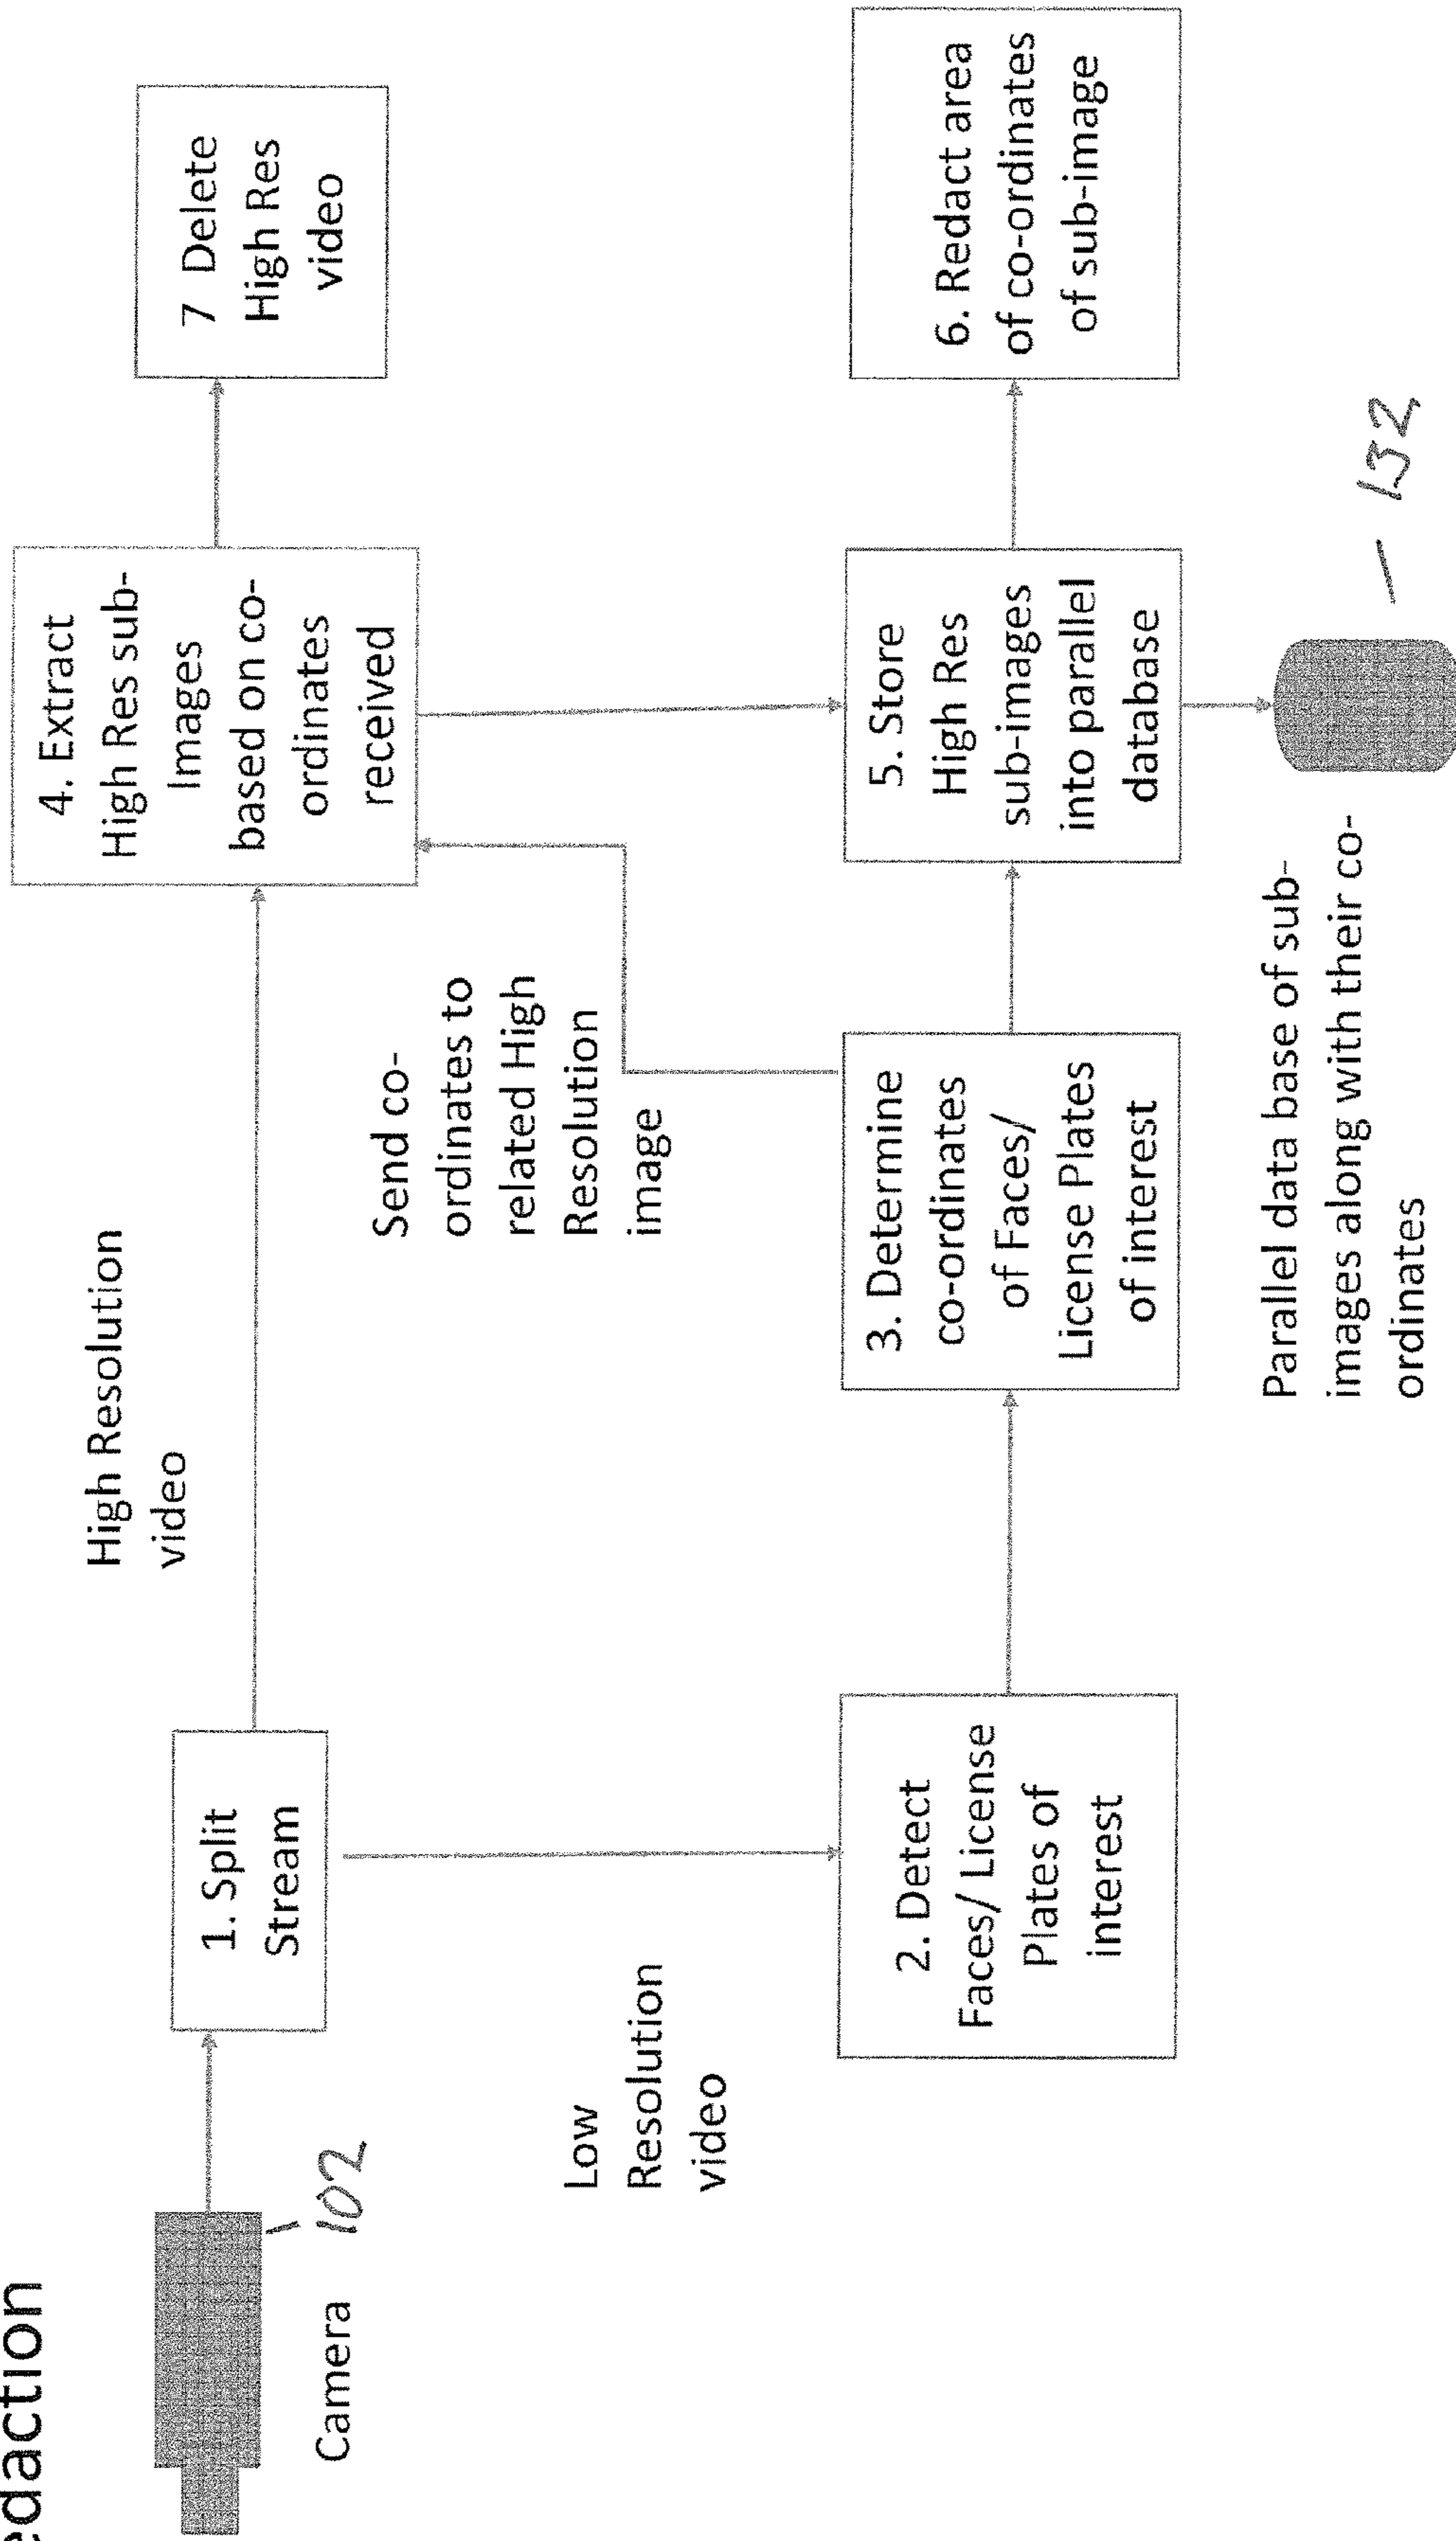 edaction
Camera
102
1. Split
Stream
High Resolution
video
Low
Resolution
video
2. Detect
Faces/ License
Plates of
interest
3. Determine
co-ordinates
of Faces/
License Plates
of interest
Send co-
ordinates to
related High
Resolution
image
4. Extract
High Res sub-
Images
based on co-
ordinates
received
5. Store
High Res
sub-images
into parallel
database
6. Redact area
of co-ordinates
of sub-image
7 Delete
High Res
video
Parallel data base of sub-
images along with their co-
ordinates
132